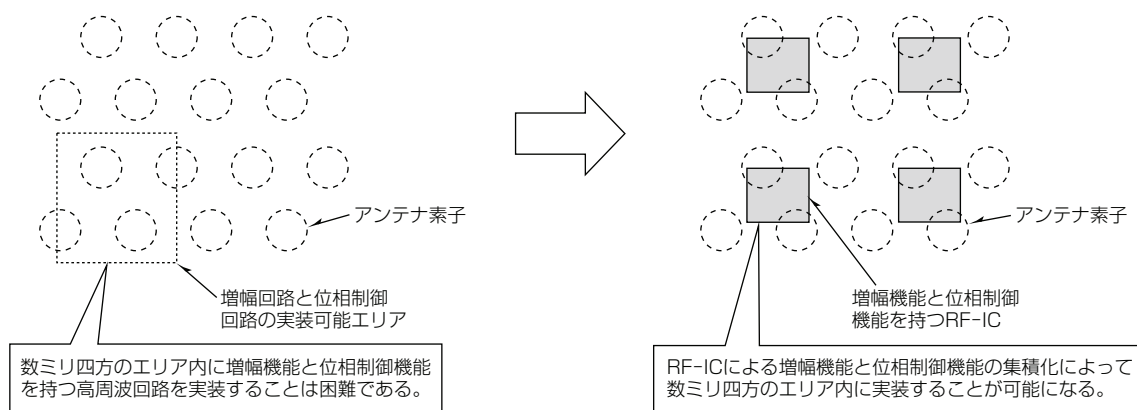 アンテナ素子
増幅回路と位相制御
回路の実装可能エリア
数ミリ四方のエリア内に増幅機能と位相制御機能
を持つ高周波回路を実装することは困難である。
アンテナ素子
増幅機能と位相制御
機能を持つRF-IC
RF-ICによる増幅機能と位相制御機能の集積化によって
数ミリ四方のエリア内に実装することが可能になる。